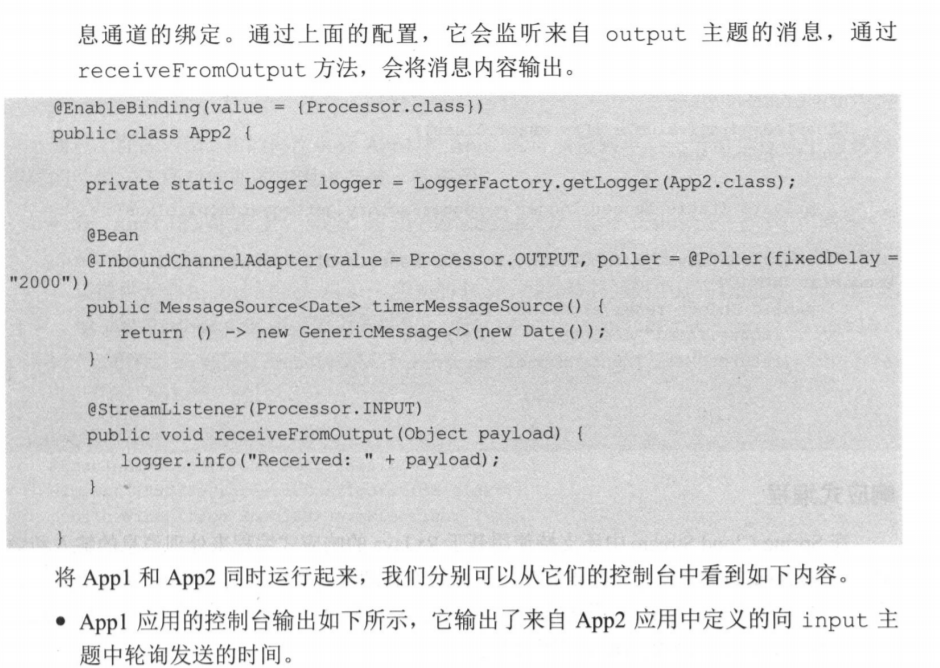 息通道的绑定。通过上面的配置，它会监听来自 output 主题的消息，通过
receiveFromOutput 方法，会将消息内容输出。
@EnableBinding(value = {Processor.class})
public class App2 {
private static Logger logger = LoggerFactory.getLogger(App2.class);
@Bean
@InboundChannelAdapter(value = Processor.OUTPUT, poller = @Poller(fixedDelay =
"2000"))
public MessageSource<Date> timerMessageSource() {
return () -> new GenericMessage<>(new Date());
}
@StreamListener(Processor.INPUT)
public void receiveFromOutput(Object payload) {
logger.info("Received: " + payload);
}
}
将 App1 和 App2 同时运行起来，我们分别可以从它们的控制台中看到如下内容。
● App1 应用的控制台输出如下所示，它输出了来自 App2 应用中定义的向 input 主
题中轮询发送的时间。